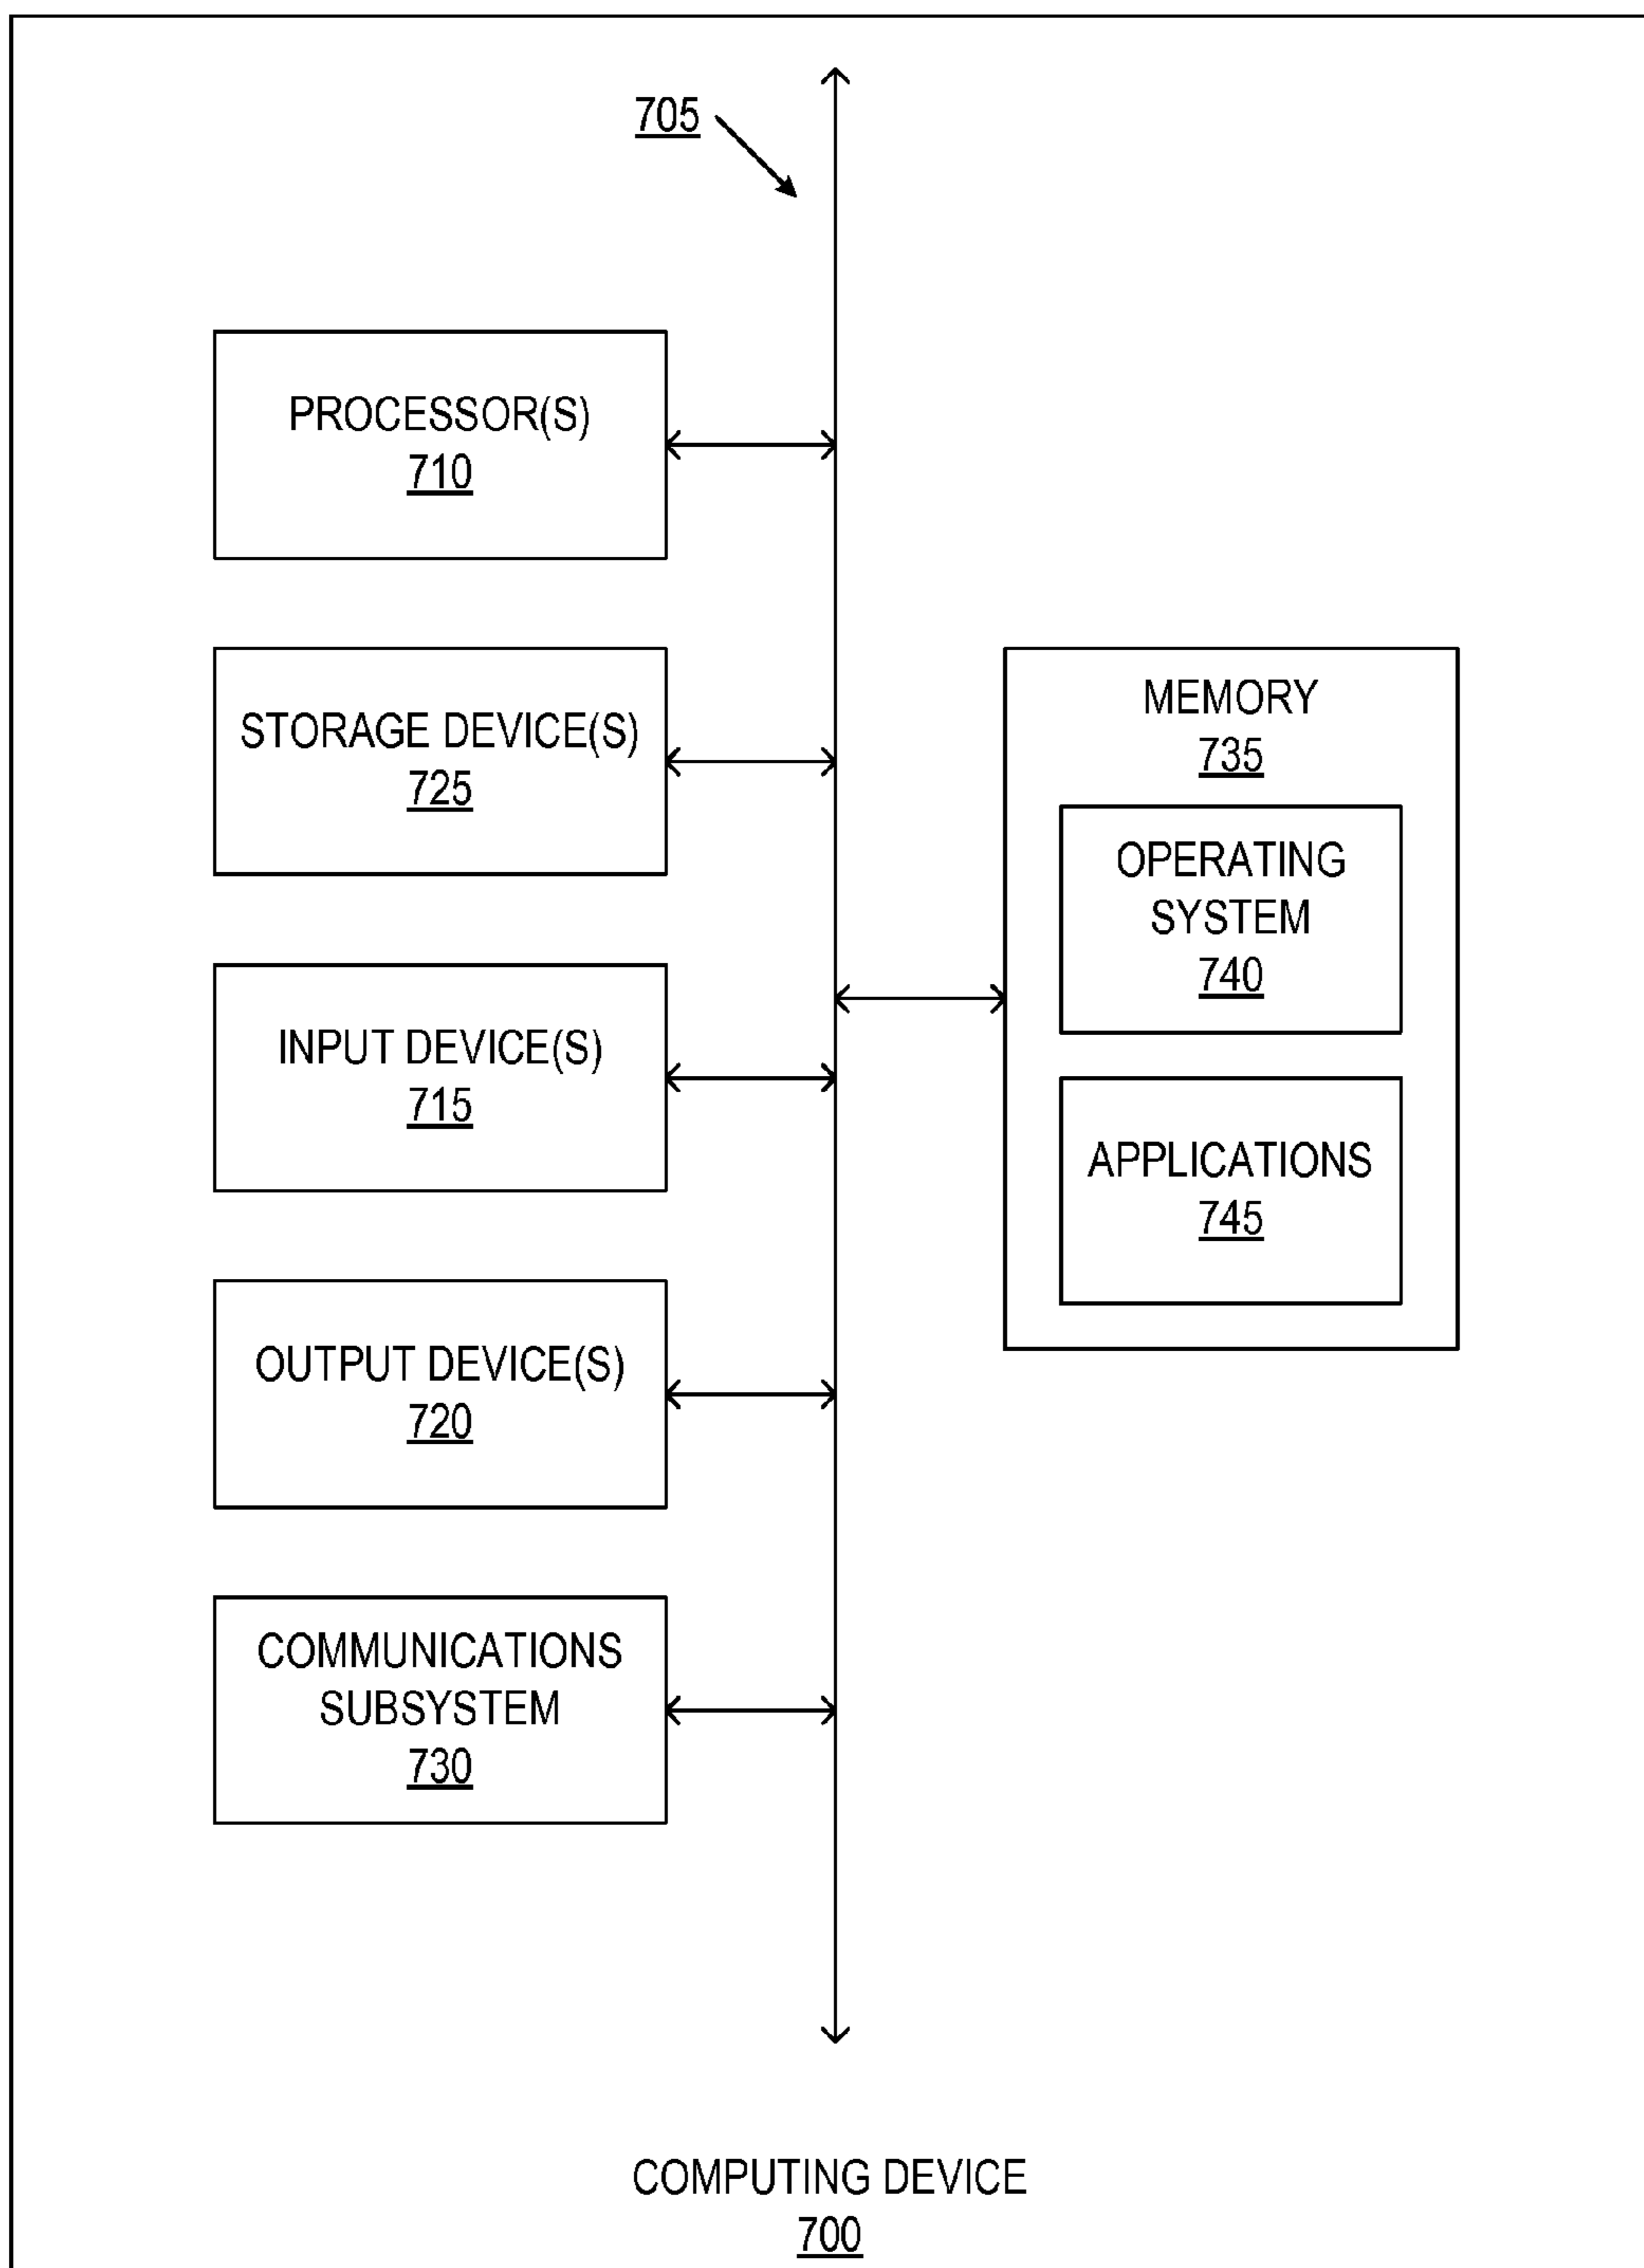 705
PROCESSOR(S)
710
STORAGE DEVICE(S)
725
INPUT DEVICE(S)
715
OUTPUT DEVICE(S)
720
COMMUNICATIONS
SUBSYSTEM
730
MEMORY
735
OPERATING
SYSTEM
740
APPLICATIONS
745
COMPUTING DEVICE
700